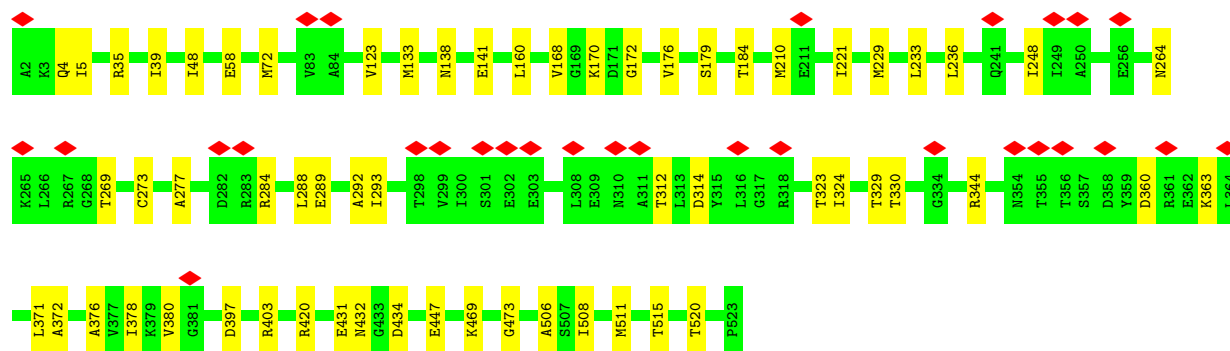 A2 K3 Q4 I5 R35 I39 I48 E58 M72 V83 A84 V123 M133 N138 E141 L160 V168 G169 K170 D171 G172 V176 S179 T184 M210 E211 I221 M229 L233 L236 Q241 I248 I249 A250 E256 N264
K265 L266 R267 G268 T269 C273 A277 D282 R283 R284 L288 E289 A292 I293 T298 V299 I300 S301 E302 E303 L308 E309 N310 A311 T312 L313 D314 Y315 L316 G317 R318 T323 I324 T329 T330 G334 R344 N354 T355 T356 S357 D358 Y359 D360 R361 E362 K363 L364
L371 A372 A376 V377 I378 K379 V380 G381 D397 R403 R420 E431 N432 G433 D434 E447 K469 G473 A506 S507 I508 M511 T515 T520 P523